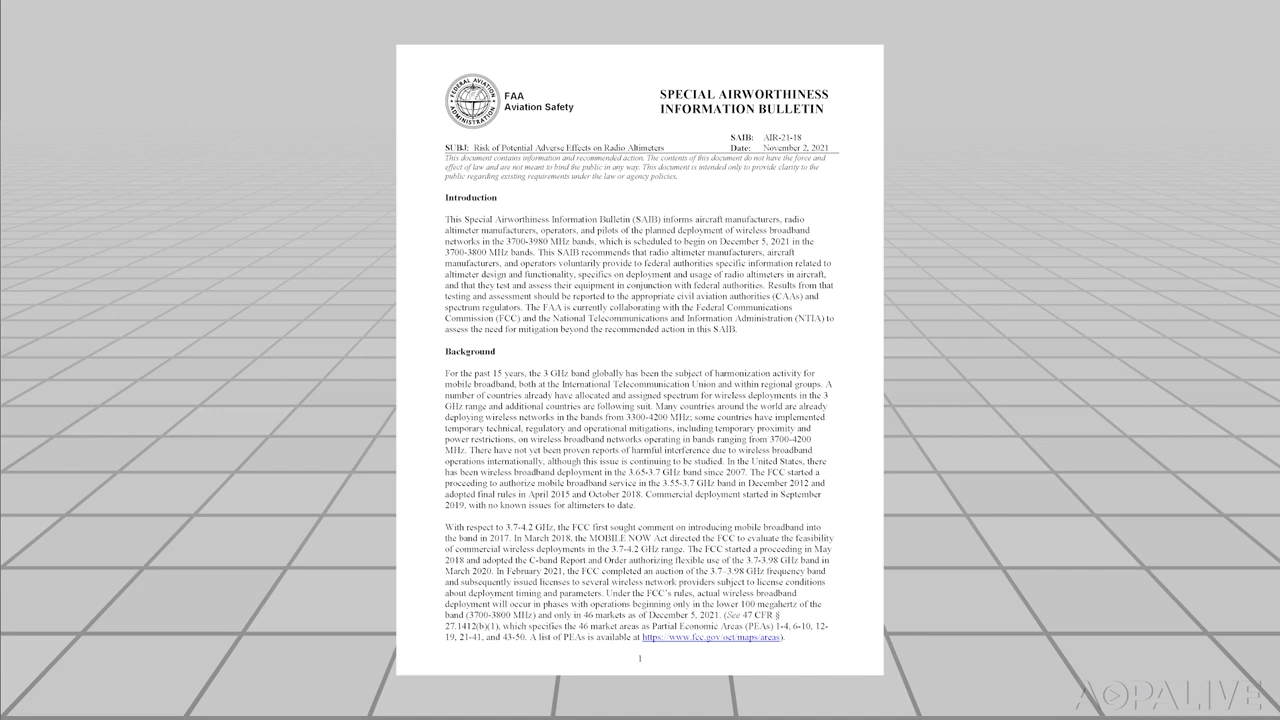 FEDERAL AVIATION ADMINISTRATION
FAA
Aviation Safety
SPECIAL AIRWORTHINESS
INFORMATION BULLETIN
SAIB: AIR-21-18
SUBJ: Risk of Potential Adverse Effects on Radio Altimeters Date: November 2, 2021
This document contains information and recommended action. The contents of this document do not have the force and
effect of law and are not meant to bind the public in any way. This document is intended only to provide clarity to the
public regarding existing requirements under the law or agency policies.
Introduction
This Special Airworthiness Information Bulletin (SAIB) informs aircraft manufacturers, radio
altimeter manufacturers, operators, and pilots of the planned deployment of wireless broadband
networks in the 3700-3980 MHz bands, which is scheduled to begin on December 5, 2021 in the
3700-3800 MHz bands. This SAIB recommends that radio altimeter manufacturers, aircraft
manufacturers, and operators voluntarily provide to federal authorities specific information related to
altimeter design and functionality, specifics on deployment and usage of radio altimeters in aircraft,
and that they test and assess their equipment in conjunction with federal authorities. Results from that
testing and assessment should be reported to the appropriate civil aviation authorities (CAAs) and
spectrum regulators. The FAA is currently collaborating with the Federal Communications
Commission (FCC) and the National Telecommunications and Information Administration (NTIA) to
assess the need for mitigation beyond the recommended action in this SAIB.
Background
For the past 15 years, the 3 GHz band globally has been the subject of harmonization activity for
mobile broadband, both at the International Telecommunication Union and within regional groups. A
number of countries already have allocated and assigned spectrum for wireless deployments in the 3
GHz range and additional countries are following suit. Many countries around the world are already
deploying wireless networks in the bands from 3300-4200 MHz; some countries have implemented
temporary technical, regulatory and operational mitigations, including temporary proximity and
power restrictions, on wireless broadband networks operating in bands ranging from 3700-4200
MHz. There have not yet been proven reports of harmful interference due to wireless broadband
operations internationally, although this issue is continuing to be studied. In the United States, there
has been wireless broadband deployment in the 3.65-3.7 GHz band since 2007. The FCC started a
proceeding to authorize mobile broadband service in the 3.55-3.7 GHz band in December 2012 and
adopted final rules in April 2015 and October 2018. Commercial deployment started in September
2019, with no known issues for altimeters to date.
With respect to 3.7-4.2 GHz, the FCC first sought comment on introducing mobile broadband into
the band in 2017. In March 2018, the MOBILE NOW Act directed the FCC to evaluate the feasibility
of commercial wireless deployments in the 3.7-4.2 GHz range. The FCC started a proceeding in May
2018 and adopted the C-band Report and Order authorizing flexible use of the 3.7-3.98 GHz band in
March 2020. In February 2021, the FCC completed an auction of the 3.7–3.98 GHz frequency band
and subsequently issued licenses to several wireless network providers subject to license conditions
about deployment timing and parameters. Under the FCC's rules, actual wireless broadband
deployment will occur in phases with operations beginning only in the lower 100 megahertz of the
band (3700-3800 MHz) and only in 46 markets as of December 5, 2021. (See 47 CFR §
27.1412(b)(1), which specifies the 46 market areas as Partial Economic Areas (PEAs) 1-4, 6-10, 12-
19, 21-41, and 43-50. A list of PEAs is available at https://www.fcc.gov/oet/maps/areas).
1
AOPALIVE